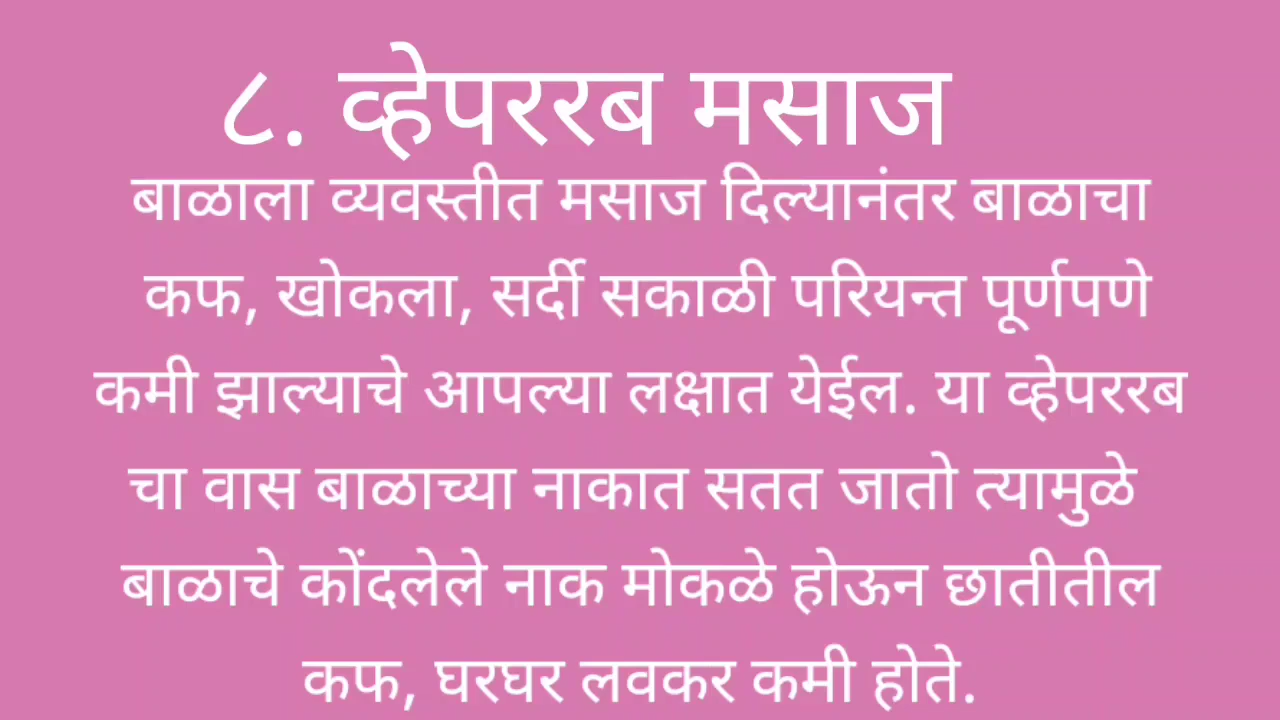 ८. व्हेपररब मसाज
बाळाला व्यवस्तीत मसाज दिल्यानंतर बाळाचा
कफ, खोकला, सर्दी सकाळी परियन्त पूर्णपणे
कमी झाल्याचे आपल्या लक्षात येईल. या व्हेपररब
चा वास बाळाच्या नाकात सतत जातो त्यामुळे
बाळाचे कोंदलेले नाक मोकळे होऊन छातीतील
कफ, घरघर लवकर कमी होते.